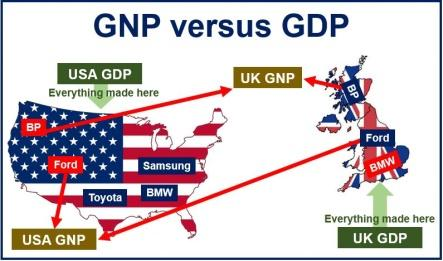 GNP versus GDP
USA GDP
Everything made here
UK GNP
BP
Ford
Samsung
Toyota
BMW
USA GNP
BP
Ford
BMW
Everything made here
UK GDP